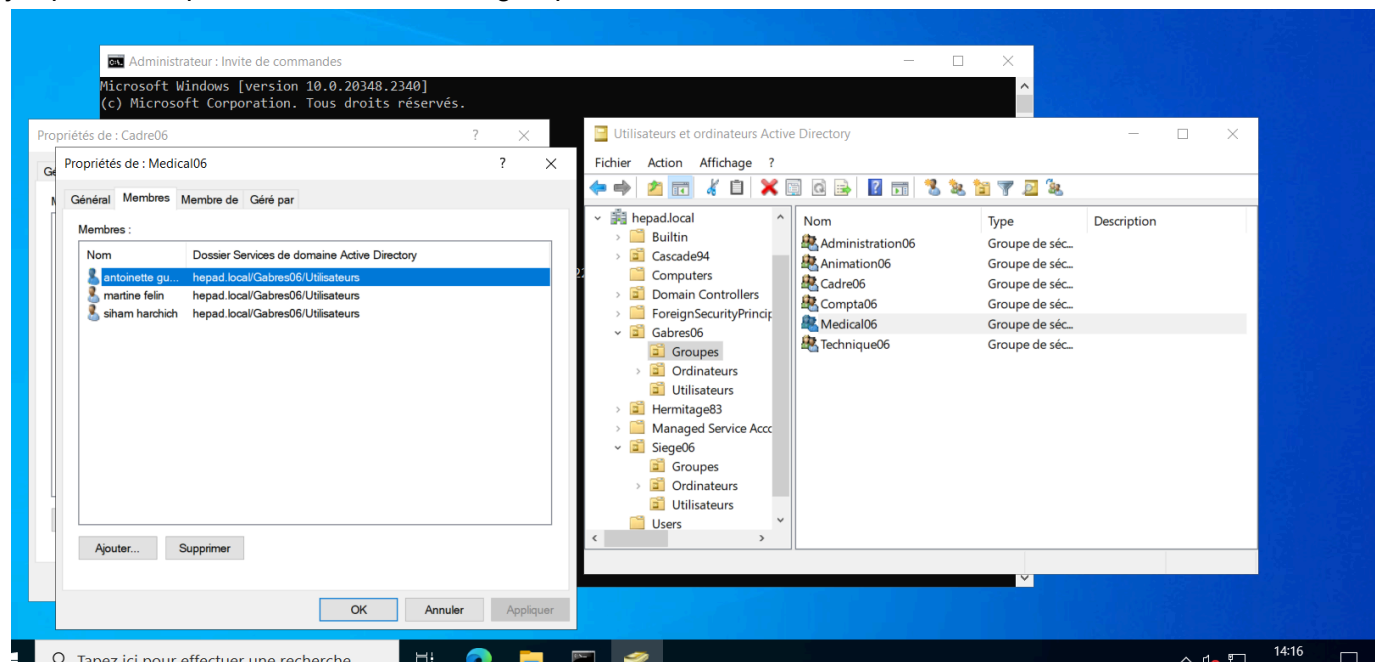 Administrateur : Invite de commandes
Microsoft Windows [version 10.0.20348.2340]
(c) Microsoft Corporation. Tous droits réservés.
Propriétés de : Cadre06 ?
Propriétés de : Medical06 ?
Général Membres Membre de Géré par
Membres :
Nom Dossier Services de domaine Active Directory
antoinette gu... hepad.local/Gabres06/Utilisateurs
martine felin hepad.local/Gabres06/Utilisateurs
siham harchich hepad.local/Gabres06/Utilisateurs
Ajouter... Supprimer
OK Annuler Appliquer
Utilisateurs et ordinateurs Active Directory
Fichier Action Affichage ?
hepad.local
Builtin
Cascade94
Computers
Domain Controllers
ForeignSecurityPrincip
Gabres06
Groupes
Ordinateurs
Utilisateurs
Hermitage83
Managed Service Acco
Siege06
Groupes
Ordinateurs
Utilisateurs
Users
Nom Type Description
Administration06 Groupe de séc...
Animation06 Groupe de séc...
Cadre06 Groupe de séc...
Compta06 Groupe de séc...
Medical06 Groupe de séc...
Technique06 Groupe de séc...
Tapez ici pour effectuer une recherche
14:16